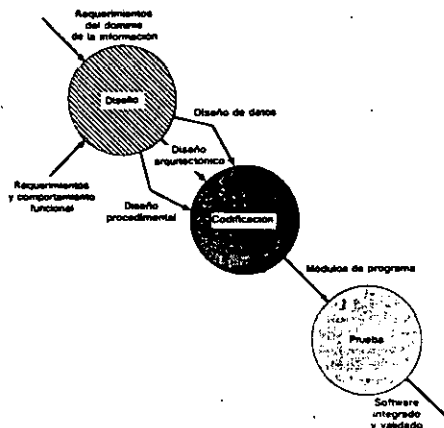 Requerimientos
del dominio
de la información
Diseño
Diseño de datos
Diseño
arquitectónico
Requerimientos
y comportamiento
funcional
Diseño
procedimental
Codificación
Módulos de programa
Prueba
Software
integrado
y validado